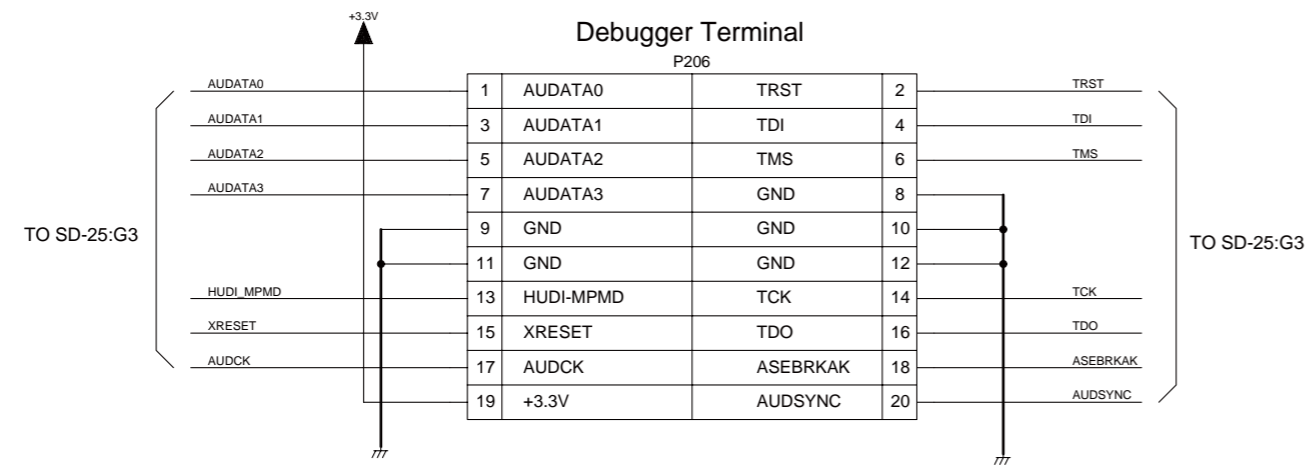 +3.3V
Debugger Terminal
P206
AUDATA0 1 AUDATA0 TRST 2 TRST
AUDATA1 3 AUDATA1 TDI 4 TDI
AUDATA2 5 AUDATA2 TMS 6 TMS
AUDATA3 7 AUDATA3 GND 8
TO SD-25:G3 9 GND GND 10 TO SD-25:G3
11 GND GND 12
HUDI_MPMD 13 HUDI-MPMD TCK 14 TCK
XRESET 15 XRESET TDO 16 TDO
AUDCK 17 AUDCK ASEBRKAK 18 ASEBRKAK
19 +3.3V AUDSYNC 20 AUDSYNC